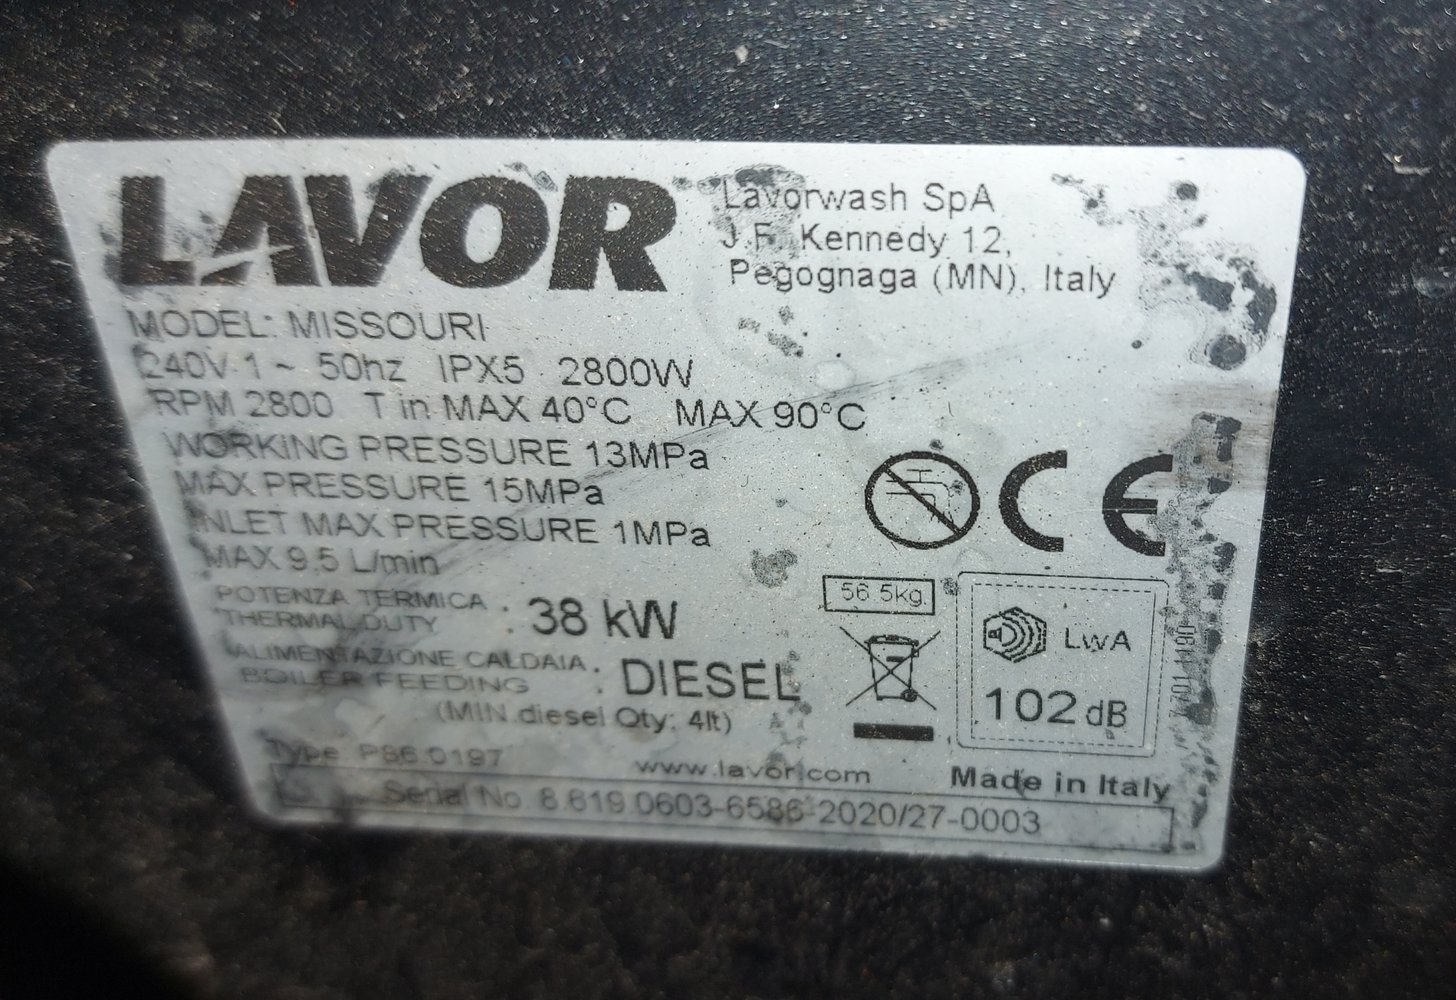 LAVOR
Lavorwash SpA
J.F. Kennedy 12,
Pegognaga (MN), Italy
MODEL: MISSOURI
240V 1 ~ 50hz IPX5 2800W
RPM 2800 T in MAX 40°C MAX 90°C
WORKING PRESSURE 13MPa
MAX PRESSURE 15MPa
INLET MAX PRESSURE 1MPa
MAX 9.5 L/min
POTENZA TERMICA
THERMAL DUTY : 38 kW
ALIMENTAZIONE CALDAIA
BOILER FEEDING : DIESEL
(MIN.diesel Qty: 4lt)
CE
56.5kg
LwA
102 dB
Type P86.0197
www.lavor.com
Made in Italy
Serial No. 8.619.0603-6586-2020/27-0003